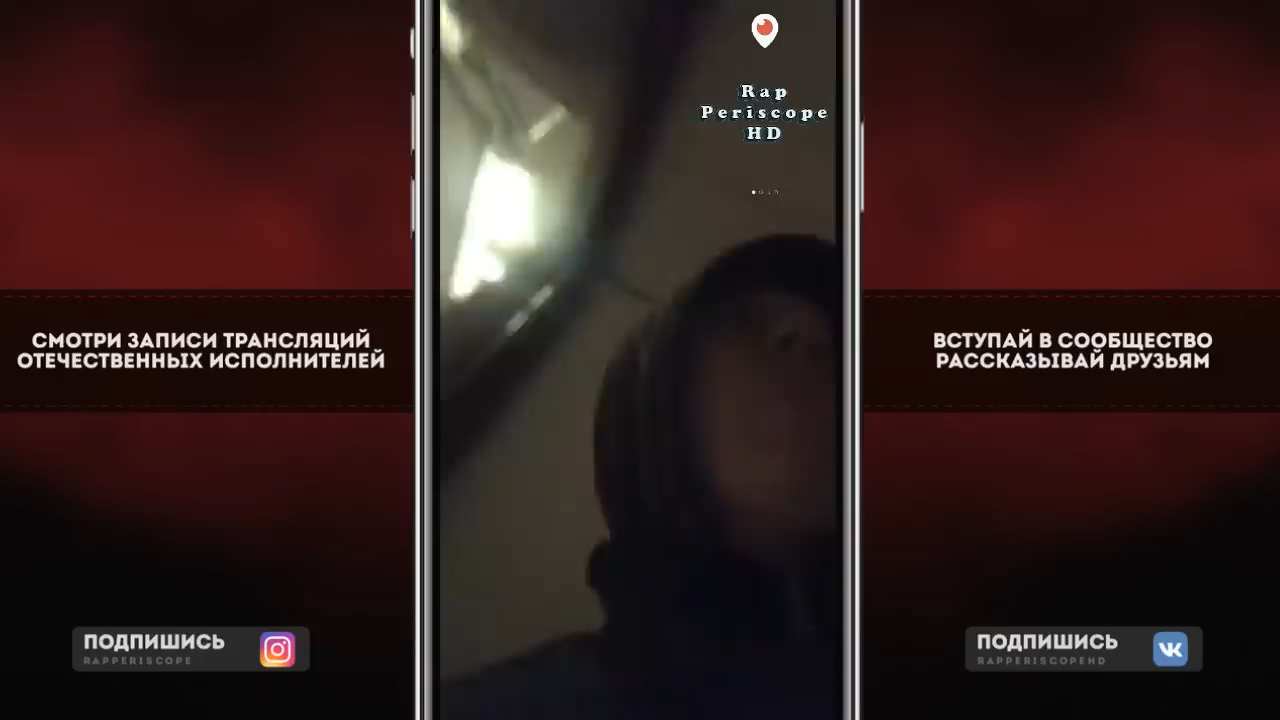 Rap
Periscope
HD
СМОТРИ ЗАПИСИ ТРАНСЛЯЦИЙ
ОТЕЧЕСТВЕННЫХ ИСПОЛНИТЕЛЕЙ
ВСТУПАЙ В СООБЩЕСТВО
РАССКАЗЫВАЙ ДРУЗЬЯМ
ПОДПИШИСЬ
RAPPERISCOPE
ПОДПИШИСЬ
RAPPERISCOPEHD